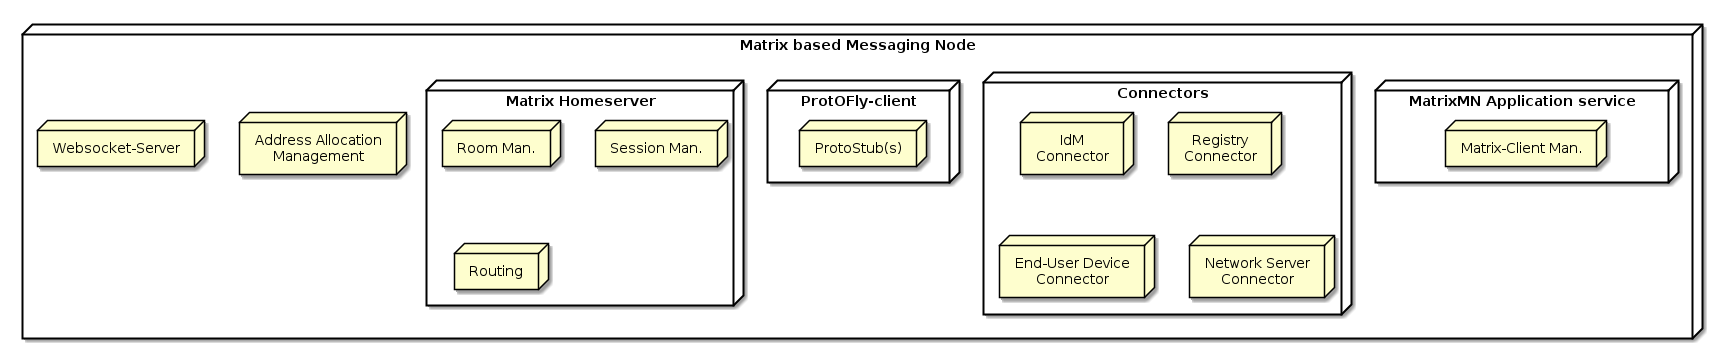 Matrix based Messaging Node
Websocket-Server
Address Allocation
Management
Matrix Homeserver
Room Man.
Session Man.
Routing
ProtOFly-client
ProtoStub(s)
Connectors
IdM
Connector
Registry
Connector
End-User Device
Connector
Network Server
Connector
MatrixMN Application service
Matrix-Client Man.